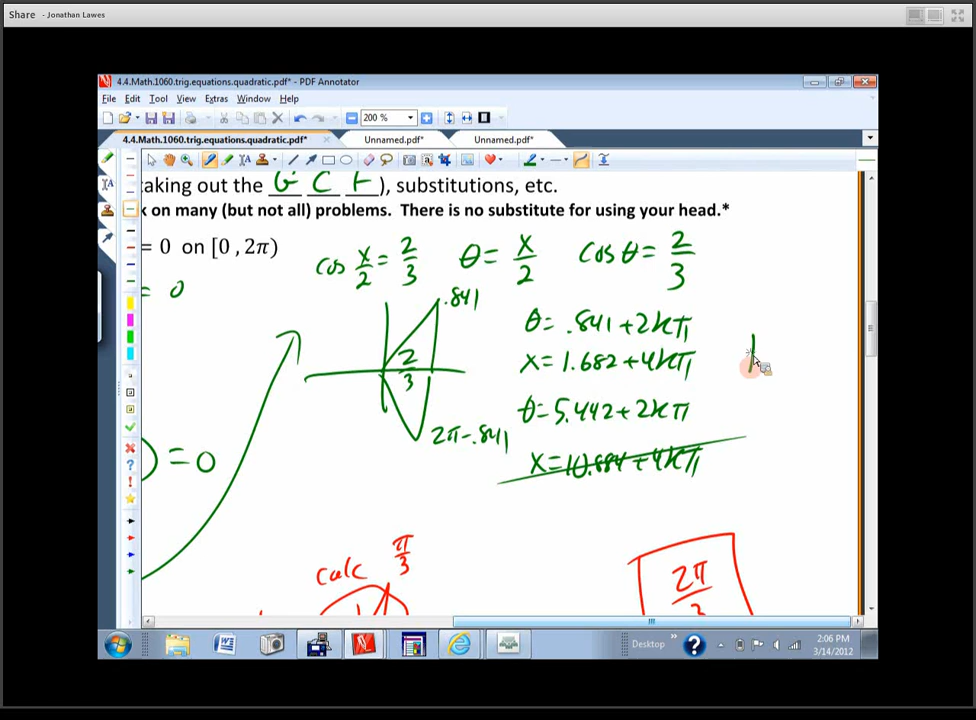 Share - Jonathan Lawes
4.4.Math.1060.trig.equations.quadratic.pdf* - PDF Annotator
File Edit Tool View Extras Window Help
200 %
4.4.Math.1060.trig.equations.quadratic.pdf* Unnamed.pdf* Unnamed.pdf*
taking out the G C F ), substitutions, etc.
k on many (but not all) problems. There is no substitute for using your head.*
= 0 on [0 , 2π)
cos x/2 = 2/3 θ = x/2 cos θ = 2/3
= 0
.841
θ = .841 + 2kπ
2/3
x = 1.682 + 4kπ
θ = 5.442 + 2kπ
2π-.841
x = 10.884 + 4kπ
) = 0
calc π/3
2π/3
Desktop
2:06 PM
3/14/2012